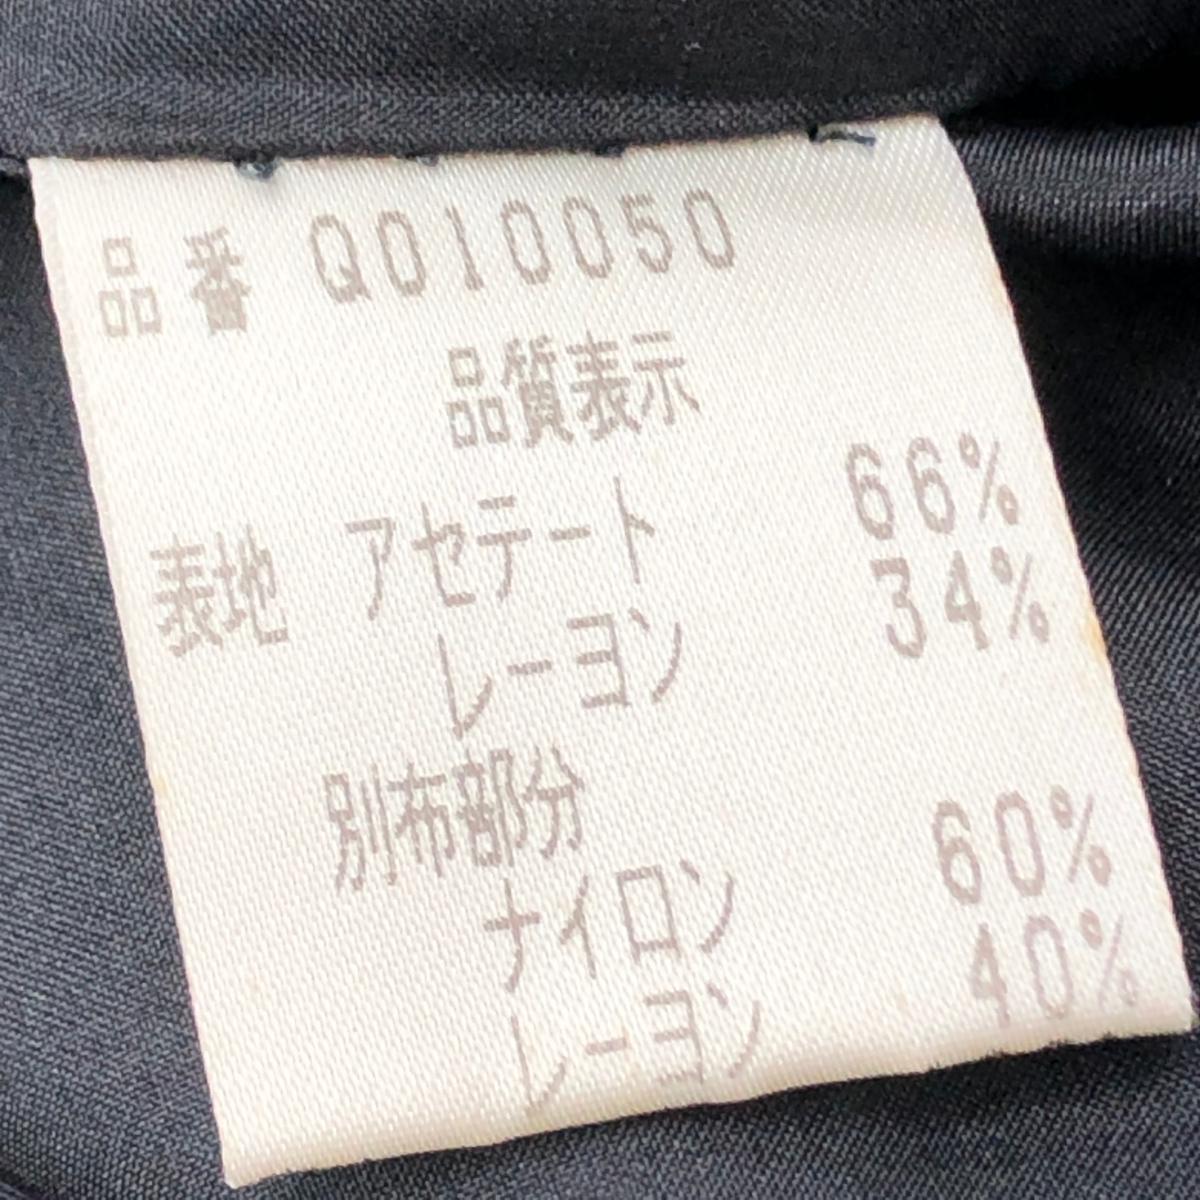 品番 Q010050
品質表示
表地 アセテート 66%
レーヨン 34%
別布部分
ナイロン 60%
レーヨン 40%